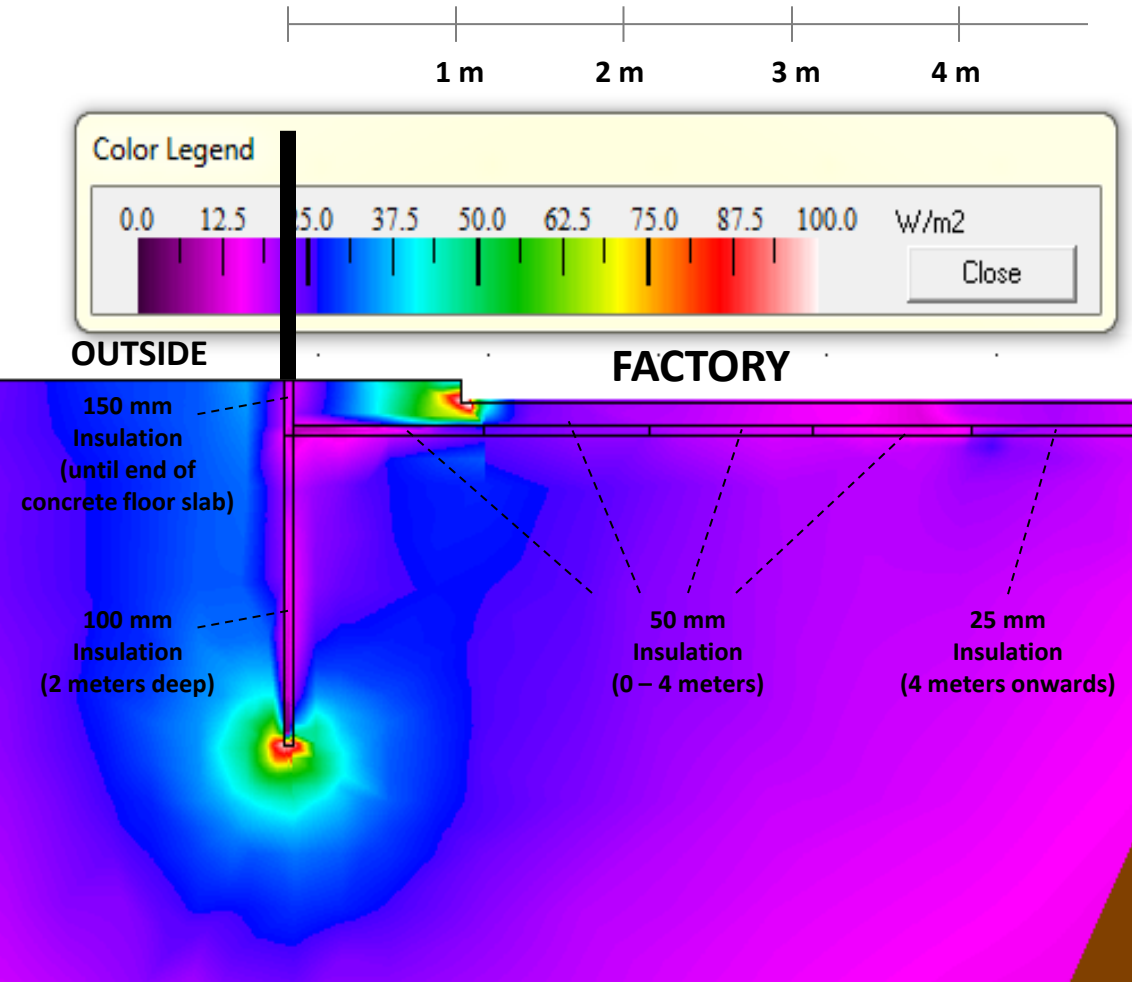 1 m 2 m 3 m 4 m
Color Legend
0.0 12.5 5.0 37.5 50.0 62.5 75.0 87.5 100.0 W/m2
Close
OUTSIDE
FACTORY
150 mm
Insulation
(until end of
concrete floor slab)
100 mm
Insulation
(2 meters deep)
50 mm
Insulation
(0 – 4 meters)
25 mm
Insulation
(4 meters onwards)